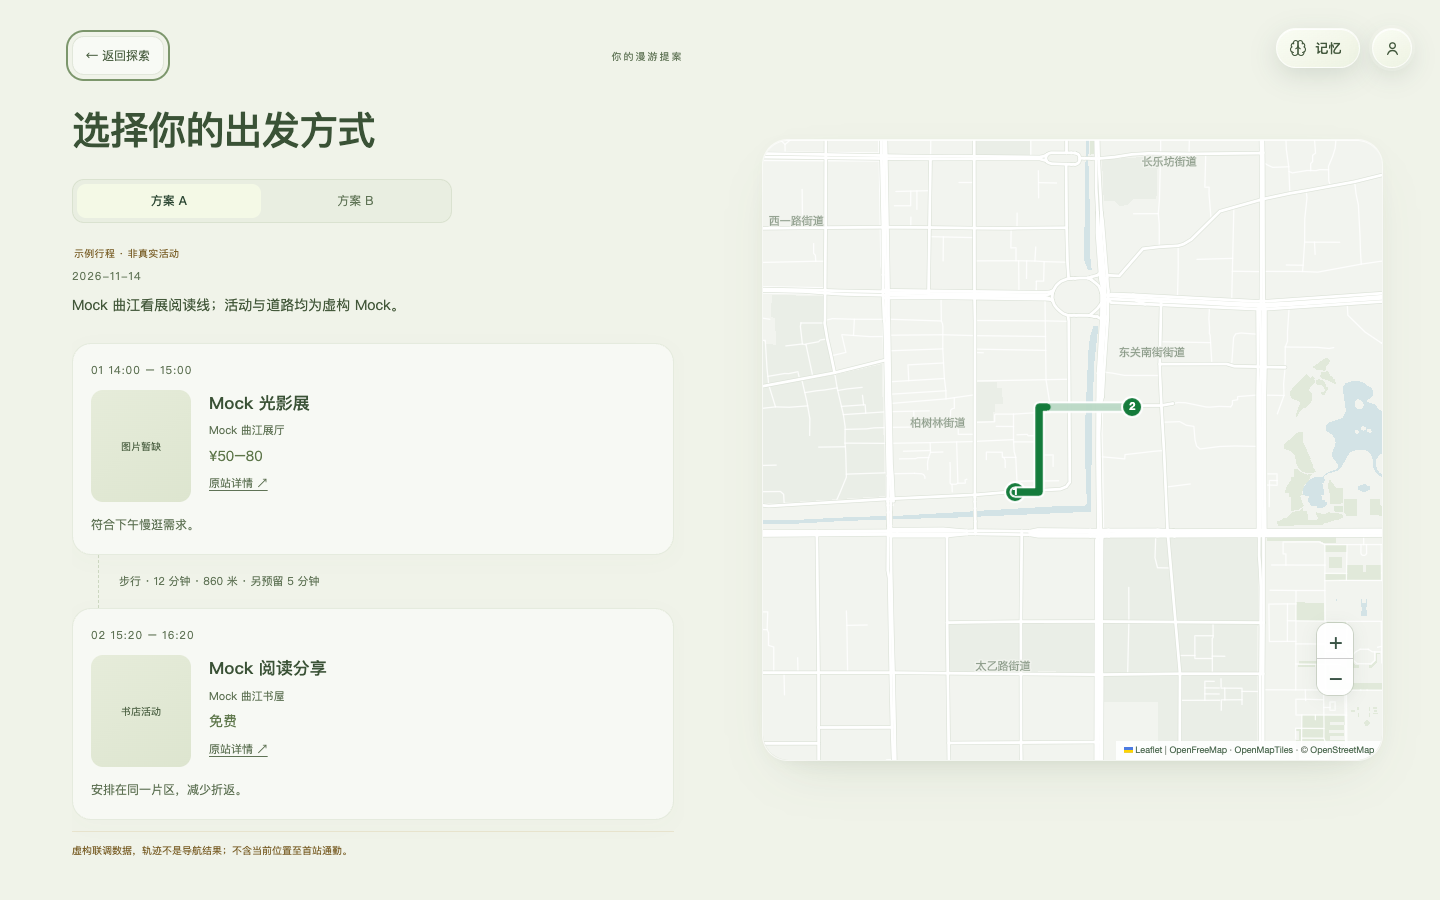 ← 返回探索
你的漫游提案
记忆
选择你的出发方式
方案 A
方案 B
示例行程 · 非真实活动
2026-11-14
Mock 曲江看展阅读线；活动与道路均为虚构 Mock。
01 14:00 — 15:00
图片暂缺
Mock 光影展
Mock 曲江展厅
¥50—80
原站详情 ↗
符合下午慢逛需求。
步行 · 12 分钟 · 860 米 · 另预留 5 分钟
02 15:20 — 16:20
书店活动
Mock 阅读分享
Mock 曲江书屋
免费
原站详情 ↗
安排在同一片区，减少折返。
虚构联调数据，轨迹不是导航结果；不含当前位置至首站通勤。
长乐坊街道
西一路街道
东关南街街道
柏树林街道
2
太乙路街道
+
−
Leaflet | OpenFreeMap · OpenMapTiles · © OpenStreetMap